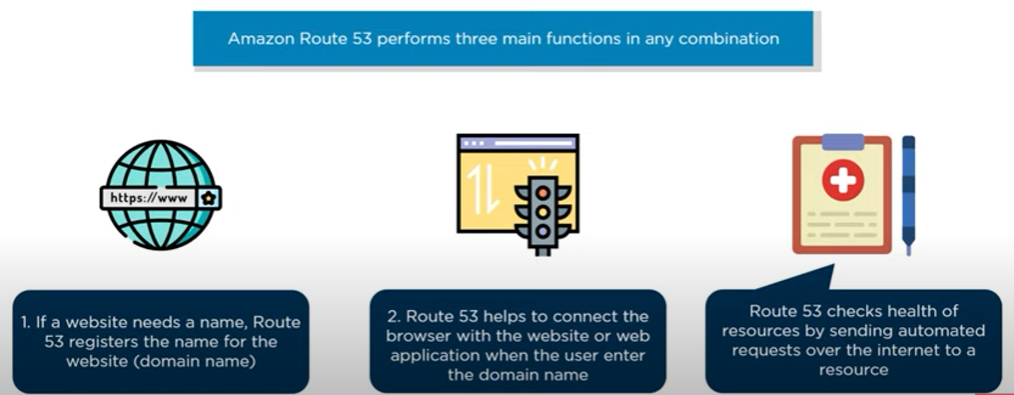 Amazon Route 53 performs three main functions in any combination
https://www
1. If a website needs a name, Route
53 registers the name for the
website (domain name)
2. Route 53 helps to connect the
browser with the website or web
application when the user enter
the domain name
Route 53 checks health of
resources by sending automated
requests over the internet to a
resource